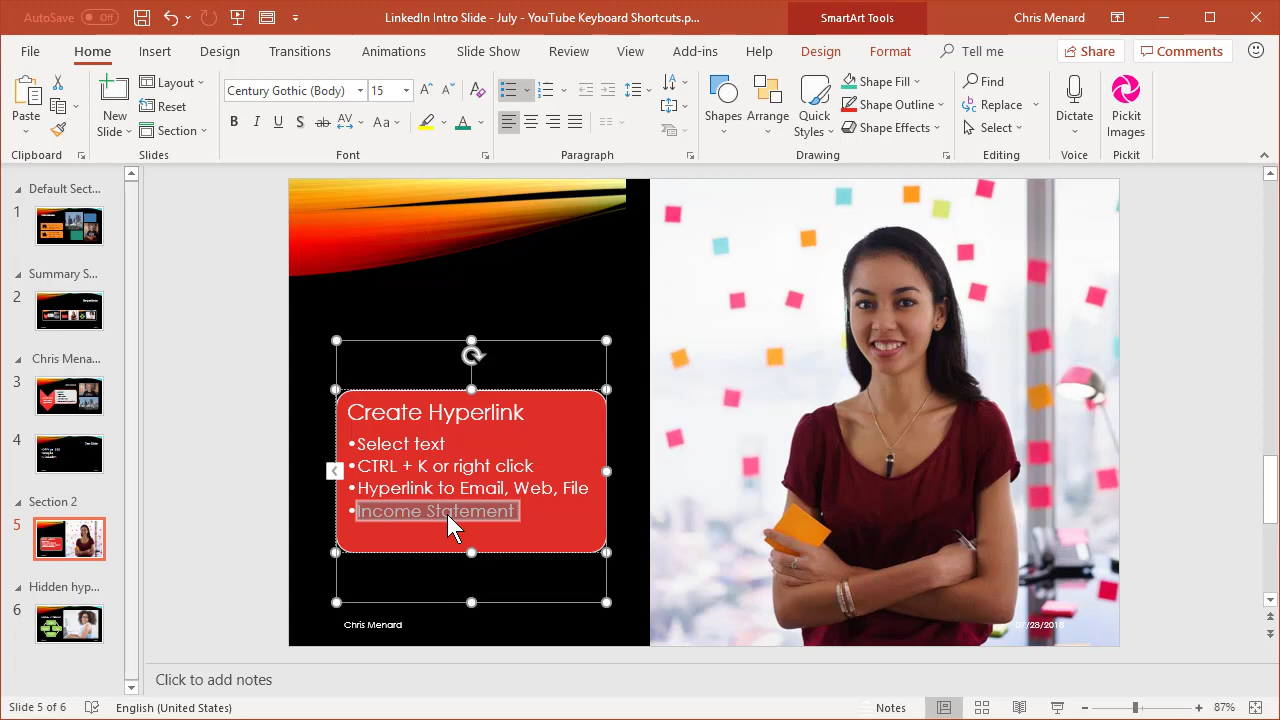 AutoSave Off
LinkedIn Intro Slide - July - YouTube Keyboard Shortcuts.p...
SmartArt Tools
Chris Menard
File Home Insert Design Transitions Animations Slide Show Review View Add-ins Help Design Format Tell me Share Comments
Paste
New Slide
Layout
Reset
Section
Century Gothic (Body) 15
Shapes Arrange Quick Styles
Shape Fill
Shape Outline
Shape Effects
Find
Replace
Select
Dictate
Pickit Images
Clipboard Slides Font Paragraph Drawing Editing Voice Pickit
Default Sect...
1
Summary S...
2
Chris Mena...
3
4
Section 2
5
Hidden hyp...
6
Create Hyperlink
•Select text
•CTRL + K or right click
•Hyperlink to Email, Web, File
•Income Statement
Chris Menard
07/23/2018
Click to add notes
Slide 5 of 6 English (United States) Notes 87%